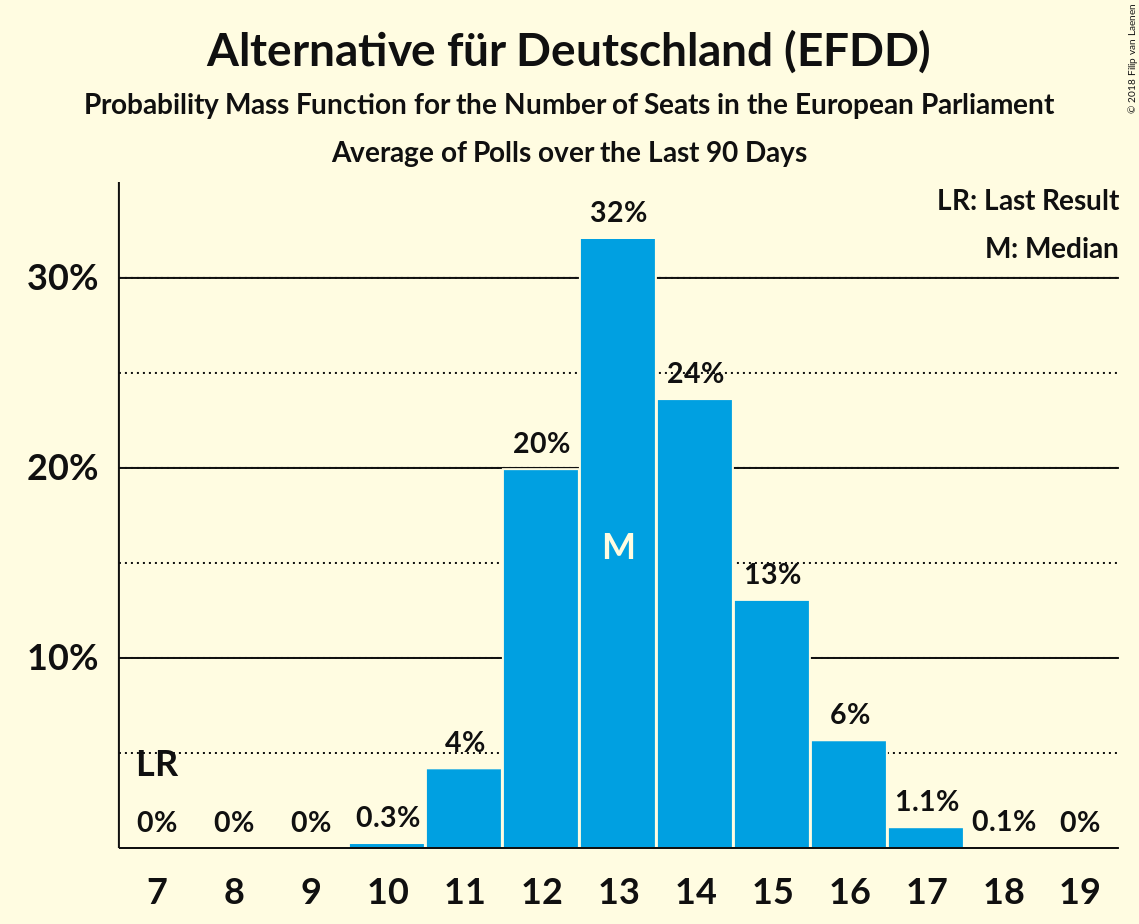 Alternative für Deutschland (EFDD)
Probability Mass Function for the Number of Seats in the European Parliament
Average of Polls over the Last 90 Days
© 2018 Filip van Laenen
LR: Last Result
M: Median
30%
20%
10%
LR
0%
0%
0%
0.3%
4%
20%
32%
M
24%
13%
6%
1.1%
0.1%
0%
7 8 9 10 11 12 13 14 15 16 17 18 19